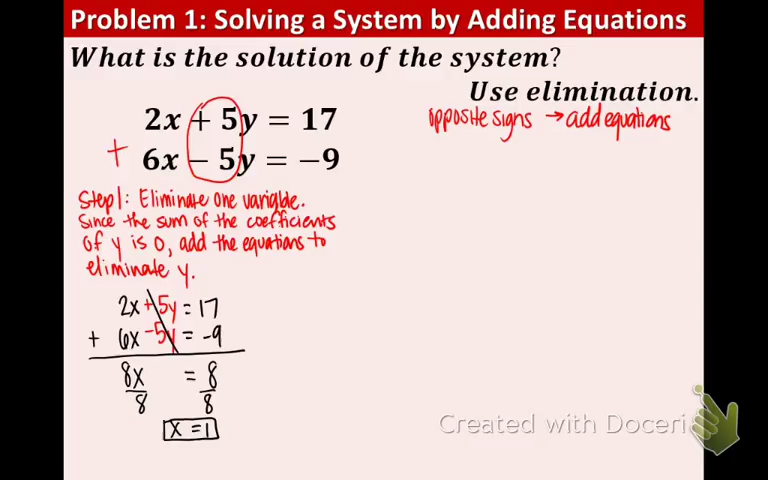 Problem 1: Solving a System by Adding Equations
What is the solution of the system?
Use elimination.
opposite signs → add equations
2x + 5y = 17
+ 6x − 5y = −9
Step 1: Eliminate one variable.
Since the sum of the coefficients
of y is 0, add the equations to
eliminate y.
2x + 5y = 17
+ 6x − 5y = −9
8x = 8
8 8
x = 1
Created with Doceri